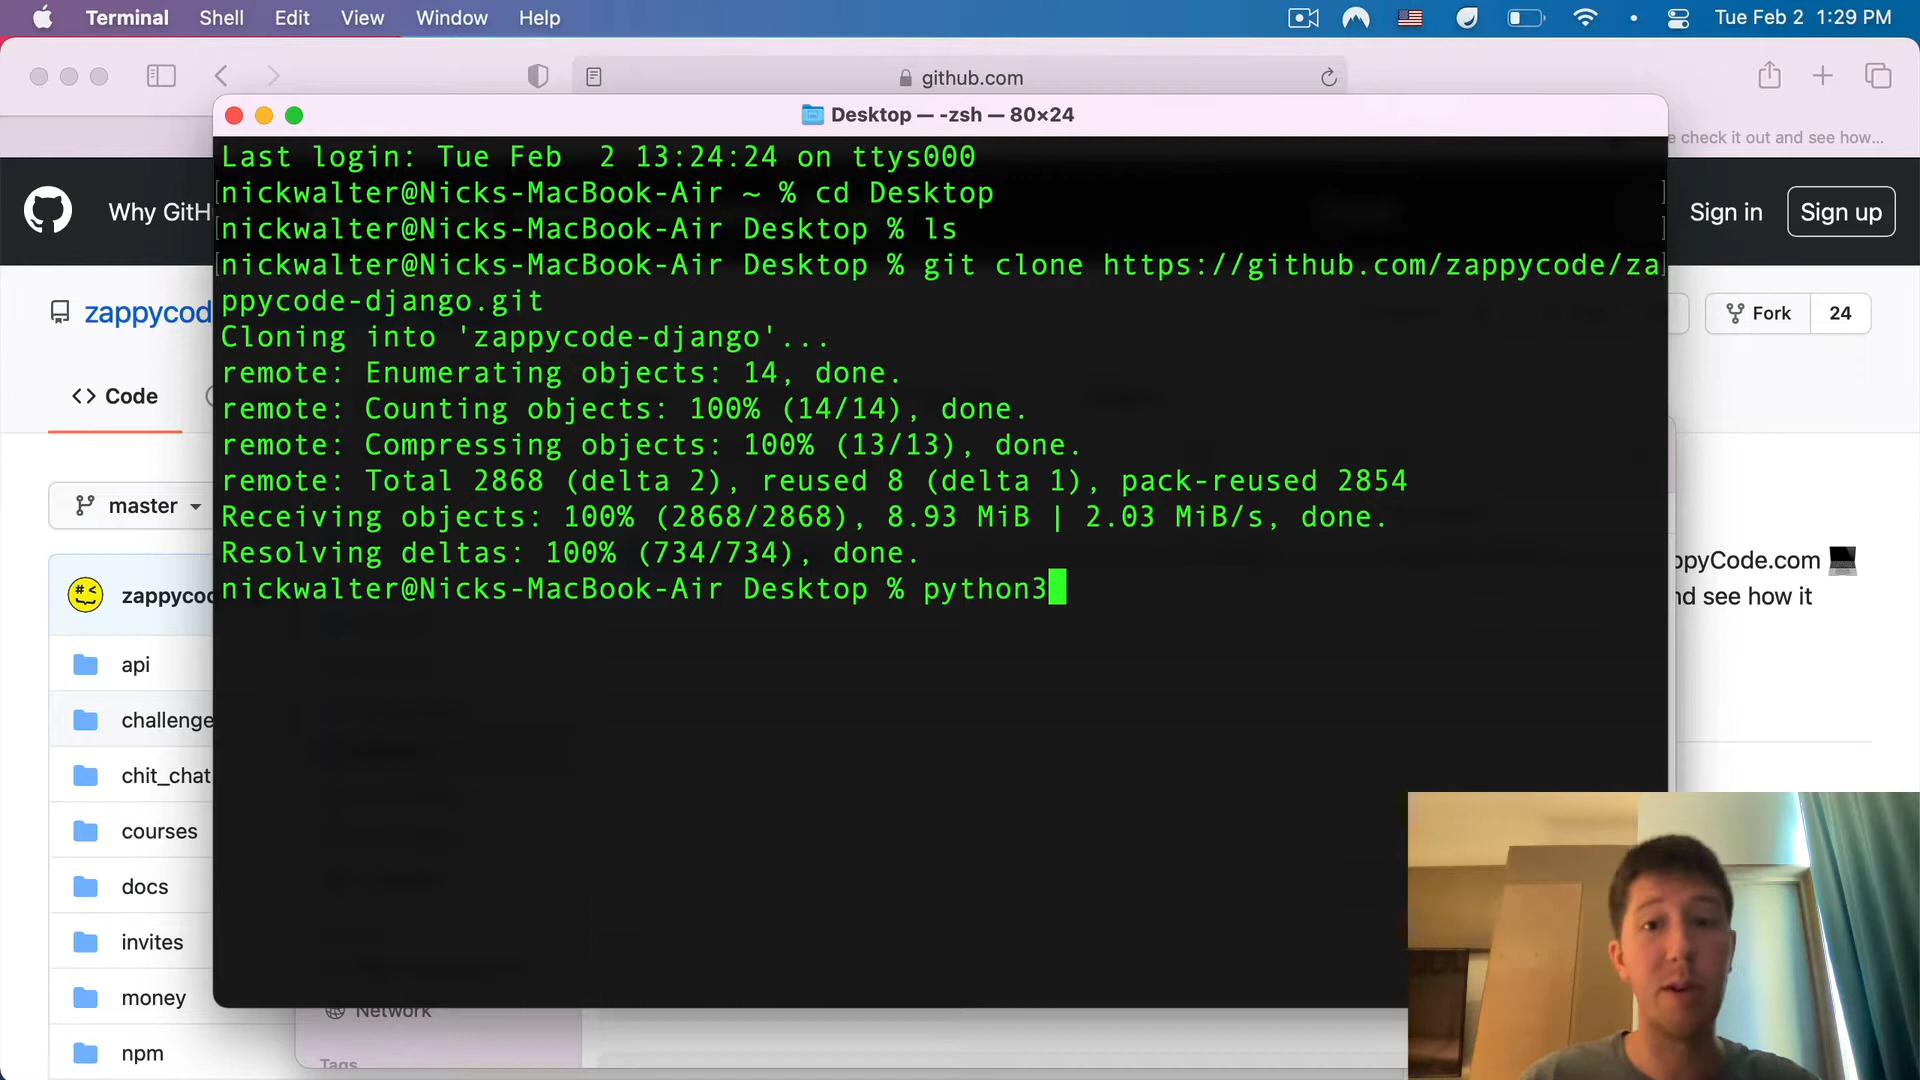 Terminal Shell Edit View Window Help Tue Feb 2 1:29 PM
github.com
Desktop — -zsh — 80×24
e check it out and see how...
Last login: Tue Feb  2 13:24:24 on ttys000
nickwalter@Nicks-MacBook-Air ~ % cd Desktop
nickwalter@Nicks-MacBook-Air Desktop % ls
nickwalter@Nicks-MacBook-Air Desktop % git clone https://github.com/zappycode/za
ppycode-django.git
Cloning into 'zappycode-django'...
remote: Enumerating objects: 14, done.
remote: Counting objects: 100% (14/14), done.
remote: Compressing objects: 100% (13/13), done.
remote: Total 2868 (delta 2), reused 8 (delta 1), pack-reused 2854
Receiving objects: 100% (2868/2868), 8.93 MiB | 2.03 MiB/s, done.
Resolving deltas: 100% (734/734), done.
nickwalter@Nicks-MacBook-Air Desktop % python3
Why GitH
Sign in Sign up
zappycod
Fork 24
<> Code
master
ppyCode.com
nd see how it
zappycod
api
challenge
chit_chat
courses
docs
invites
money
npm
Network
Tags